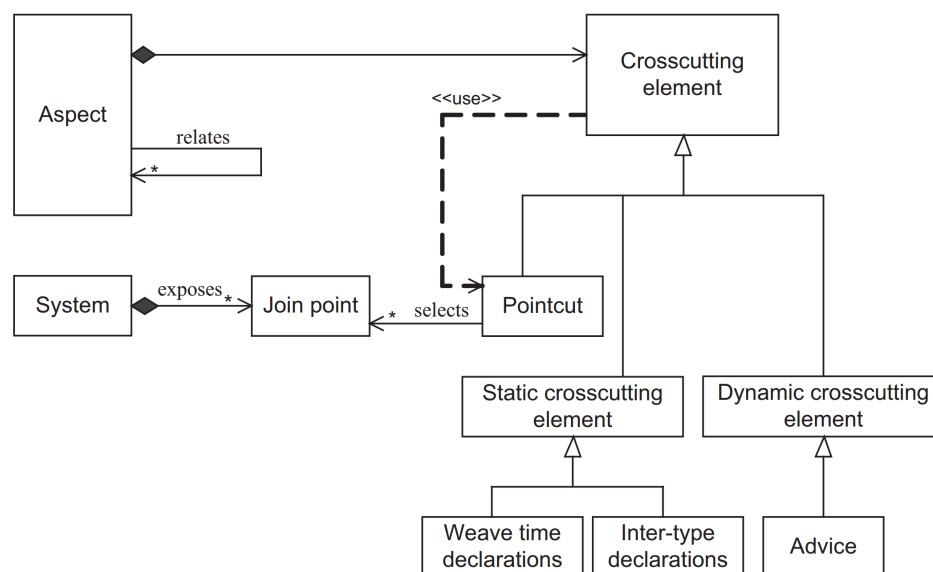 Aspect
Crosscutting
element
<<use>>
relates
*
System
exposes
*
Join point
*
selects
Pointcut
Static crosscutting
element
Dynamic crosscutting
element
Weave time
declarations
Inter-type
declarations
Advice